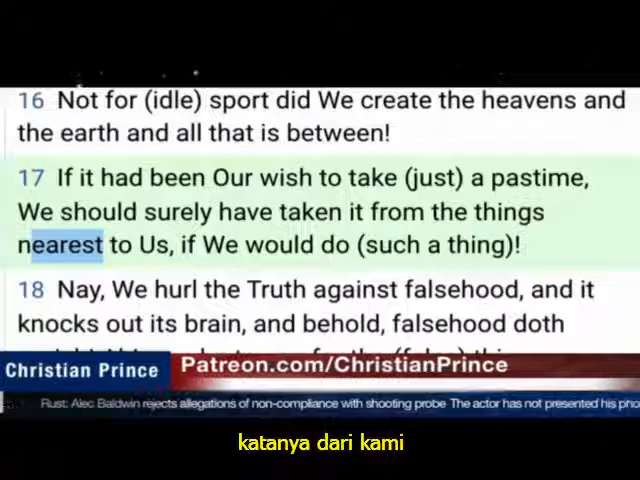 16 Not for (idle) sport did We create the heavens and
the earth and all that is between!
17 If it had been Our wish to take (just) a pastime,
We should surely have taken it from the things
nearest to Us, if We would do (such a thing)!
18 Nay, We hurl the Truth against falsehood, and it
knocks out its brain, and behold, falsehood doth
Christian Prince
Patreon.com/ChristianPrince
Rust: Alec Baldwin rejects allegations of non-compliance with shooting probe The actor has not presented his pho
katanya dari kami